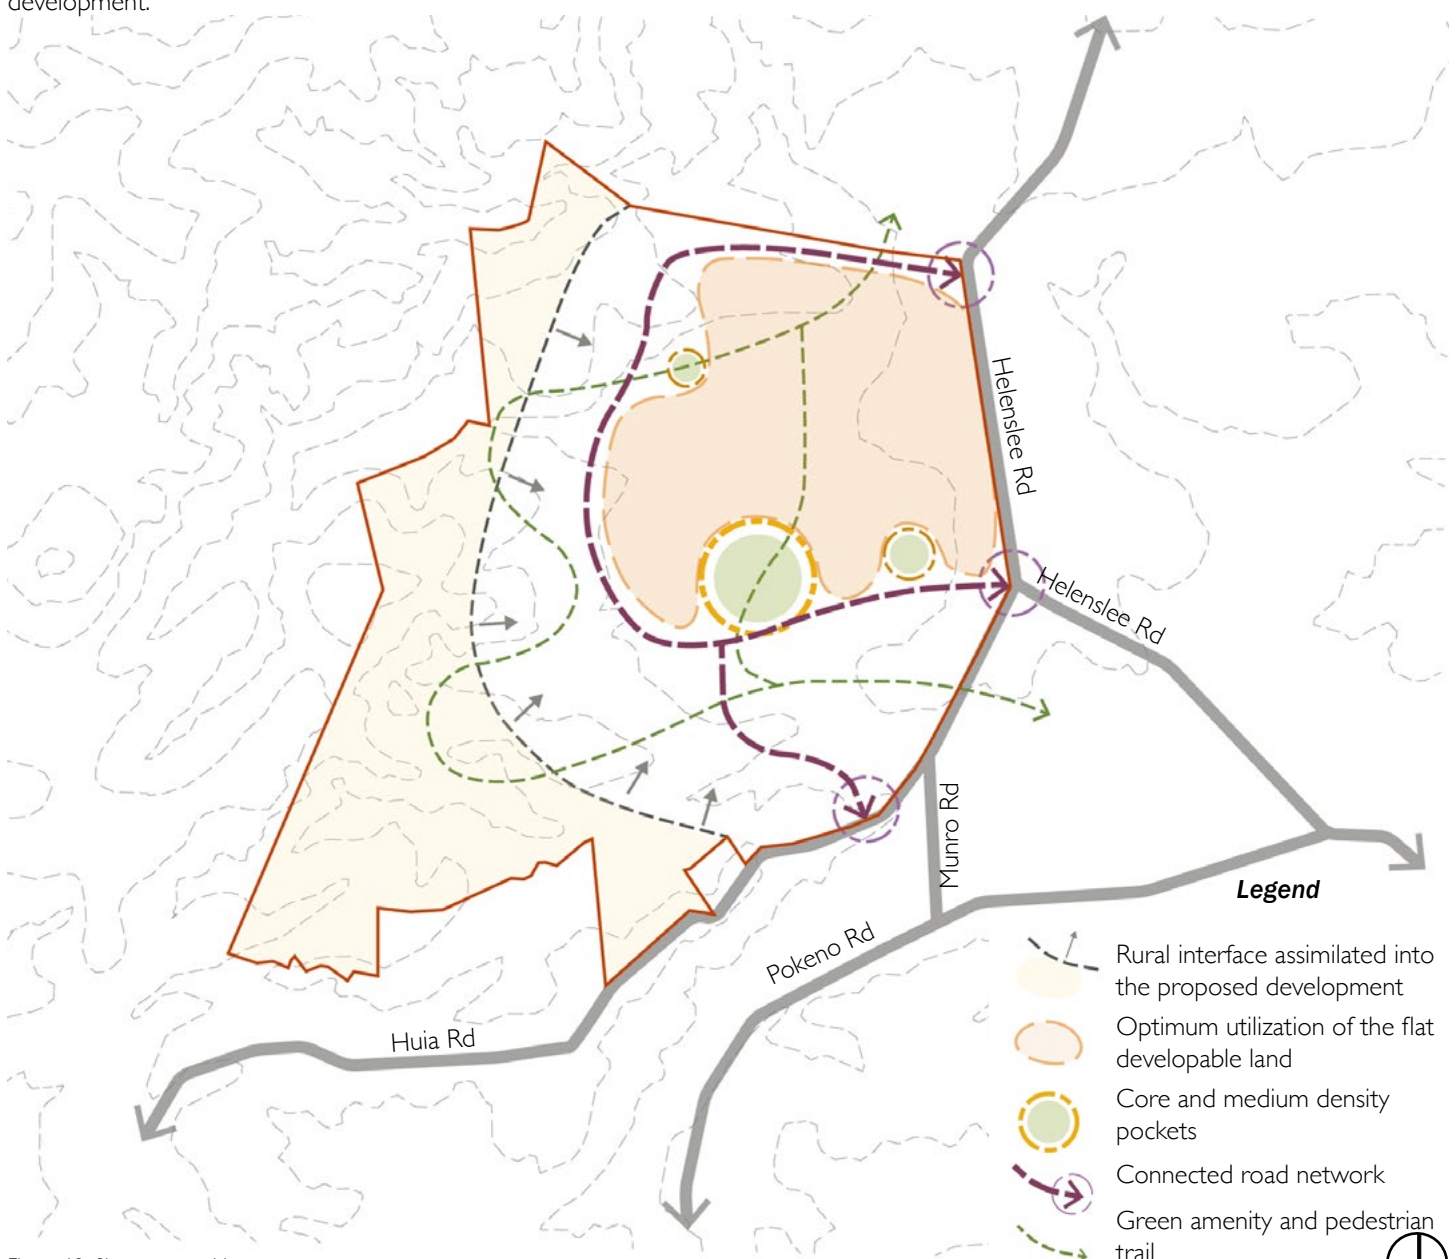 development.
Helenslee Rd
Helenslee Rd
Munro Rd
Pokeno Rd
Huia Rd
Legend
Rural interface assimilated into
the proposed development
Optimum utilization of the flat
developable land
Core and medium density
pockets
Connected road network
Green amenity and pedestrian
trail